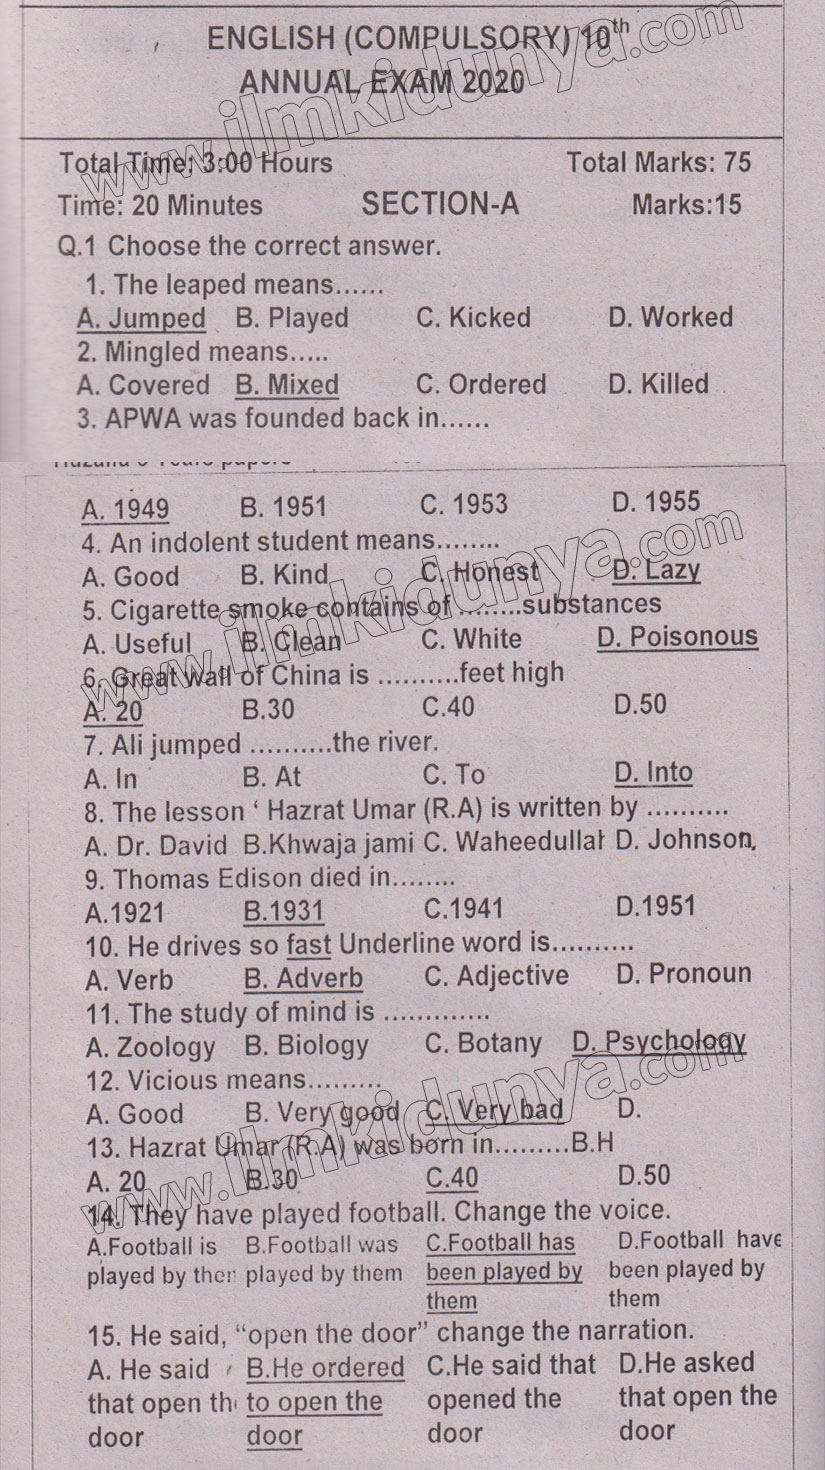 ENGLISH (COMPULSORY) 10th
ANNUAL EXAM 2020
www.ilmkidunya.com
Total Time: 3:00 Hours Total Marks: 75
Time: 20 Minutes SECTION-A Marks:15
Q.1 Choose the correct answer.
1. The leaped means......
A. Jumped B. Played C. Kicked D. Worked
2. Mingled means.....
A. Covered B. Mixed C. Ordered D. Killed
3. APWA was founded back in......
A. 1949 B. 1951 C. 1953 D. 1955
4. An indolent student means........
A. Good B. Kind C. Honest D. Lazy
5. Cigarette smoke contains of ........substances
A. Useful B. Clean C. White D. Poisonous
www.ilmkidunya.com
6. Great wall of China is ..........feet high
A. 20 B.30 C.40 D.50
7. Ali jumped ..........the river.
A. In B. At C. To D. Into
8. The lesson ‘ Hazrat Umar (R.A) is written by ..........
A. Dr. David B.Khwaja jami C. Waheedullah D. Johnson
9. Thomas Edison died in........
A.1921 B.1931 C.1941 D.1951
10. He drives so fast Underline word is..........
A. Verb B. Adverb C. Adjective D. Pronoun
11. The study of mind is .............
A. Zoology B. Biology C. Botany D. Psychology
12. Vicious means.........
A. Good B. Very good C. Very bad D.
13. Hazrat Umar (R.A) was born in.........B.H
A. 20 B.30 C.40 D.50
www.ilmkidunya.com
14. They have played football. Change the voice.
A.Football is B.Football was C.Football has D.Football have
played by them played by them been played by been played by
them them
15. He said, “open the door” change the narration.
A. He said B.He ordered C.He said that D.He asked
that open the to open the opened the that open the
door door door door